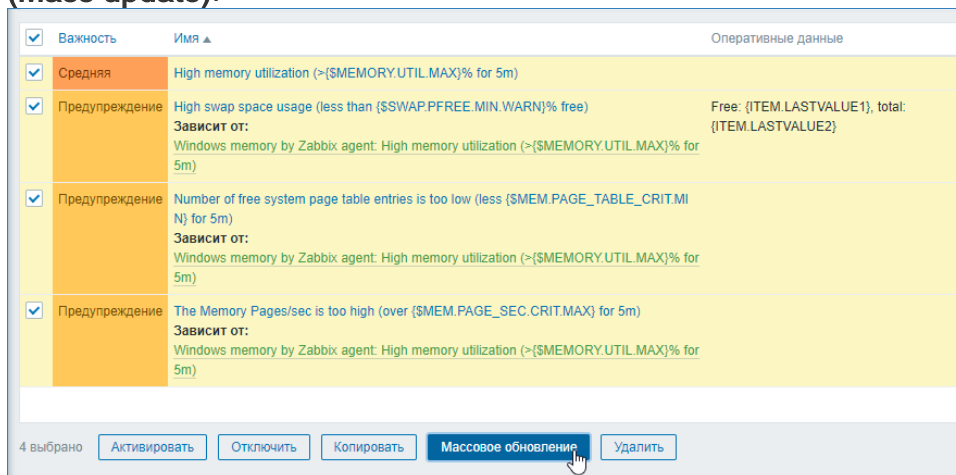 (mass update):
Важность Имя Оперативные данные
Средняя High memory utilization (>{$MEMORY.UTIL.MAX}% for 5m)
Предупреждение High swap space usage (less than {$SWAP.PFREE.MIN.WARN}% free) Free: {ITEM.LASTVALUE1}, total:
Зависит от: {ITEM.LASTVALUE2}
Windows memory by Zabbix agent: High memory utilization (>{$MEMORY.UTIL.MAX}% for
5m)
Предупреждение Number of free system page table entries is too low (less {$MEM.PAGE_TABLE_CRIT.MI
N} for 5m)
Зависит от:
Windows memory by Zabbix agent: High memory utilization (>{$MEMORY.UTIL.MAX}% for
5m)
Предупреждение The Memory Pages/sec is too high (over {$MEM.PAGE_SEC.CRIT.MAX} for 5m)
Зависит от:
Windows memory by Zabbix agent: High memory utilization (>{$MEMORY.UTIL.MAX}% for
5m)
4 выбрано Активировать Отключить Копировать Массовое обновление Удалить